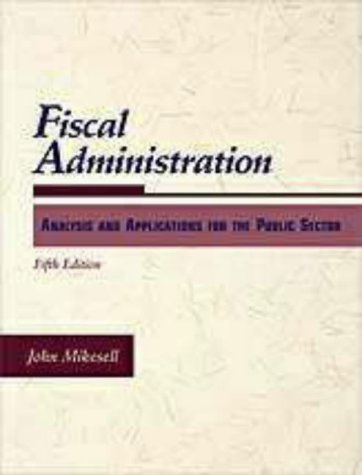 Fiscal
Administration
Analysis and Applications for the Public Sector
Fifth Edition
John Mikesell